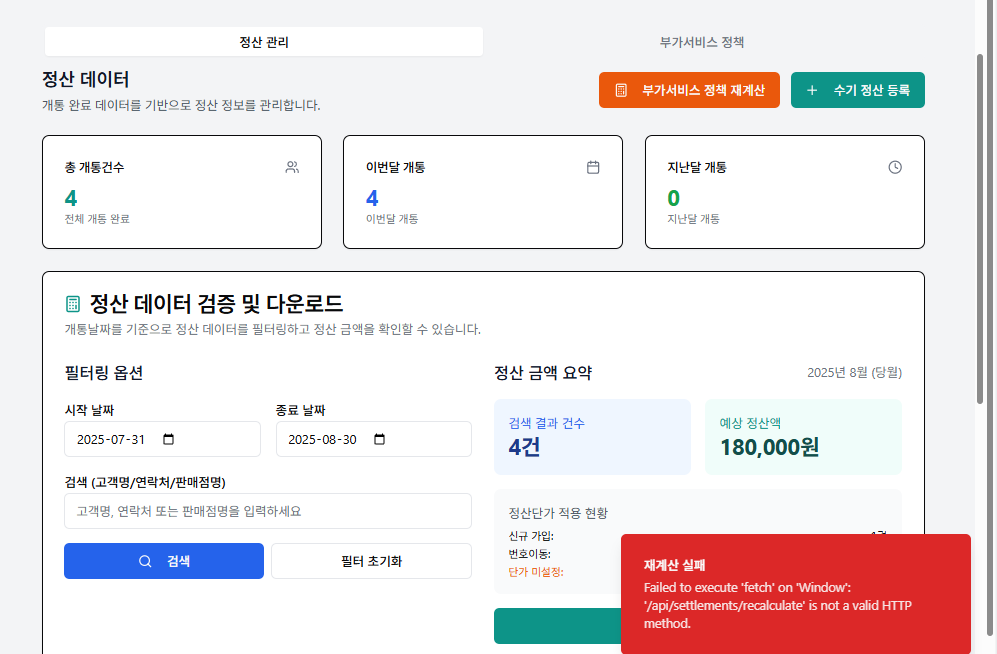 정산 관리
부가서비스 정책
정산 데이터
개통 완료 데이터를 기반으로 정산 정보를 관리합니다.
부가서비스 정책 재계산
수기 정산 등록
총 개통건수
4
전체 개통 완료
이번달 개통
4
이번달 개통
지난달 개통
0
지난달 개통
정산 데이터 검증 및 다운로드
개통날짜를 기준으로 정산 데이터를 필터링하고 정산 금액을 확인할 수 있습니다.
필터링 옵션
시작 날짜
종료 날짜
2025-07-31
2025-08-30
검색 (고객명/연락처/판매점명)
고객명, 연락처 또는 판매점명을 입력하세요
검색
필터 초기화
정산 금액 요약
2025년 8월 (당월)
검색 결과 건수
4건
예상 정산액
180,000원
정산단가 적용 현황
신규 가입:
번호이동:
단가 미설정:
재계산 실패
Failed to execute 'fetch' on 'Window':
'/api/settlements/recalculate' is not a valid HTTP
method.